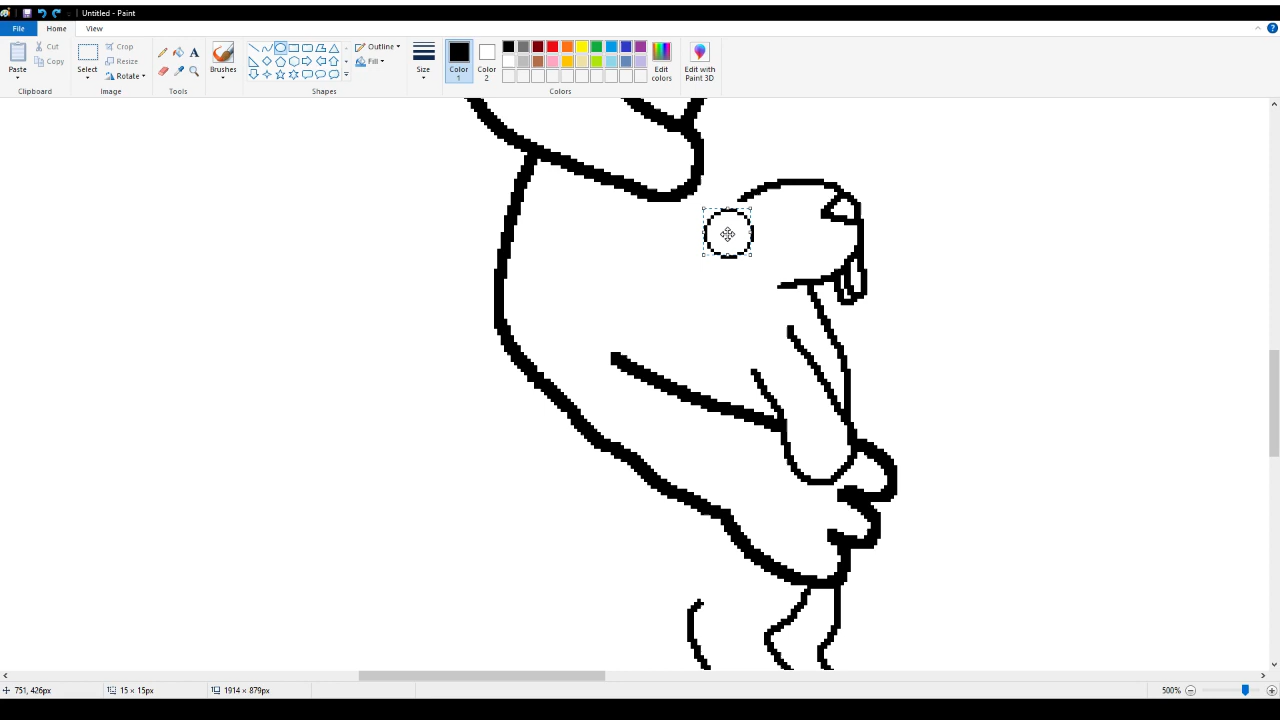 Untitled - Paint
File Home View
Paste
Cut
Copy
Clipboard
Select
Crop
Resize
Rotate
Image
A
Tools
Brushes
Outline
Fill
Shapes
Size
Color
1
Color
2
Edit
colors
Colors
Edit with
Paint 3D
751, 426px 15 × 15px 1914 × 879px 500%